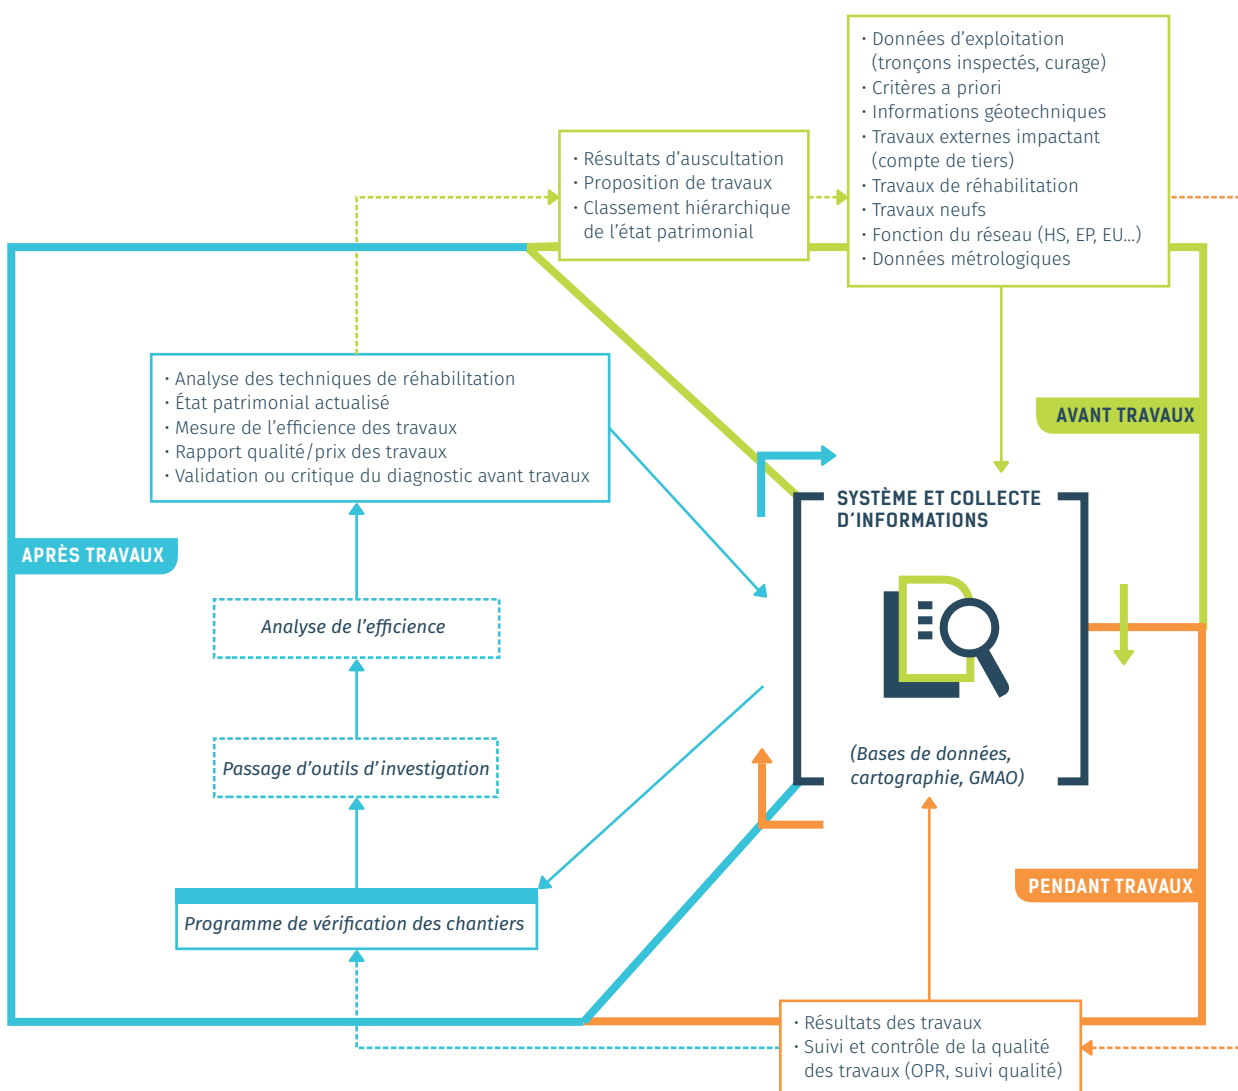 · Données d'exploitation
(tronçons inspectés, curage)
· Critères a priori
· Informations géotechniques
· Travaux externes impactant
(compte de tiers)
· Travaux de réhabilitation
· Travaux neufs
· Fonction du réseau (HS, EP, EU...)
· Données métrologiques
· Résultats d'auscultation
· Proposition de travaux
· Classement hiérarchique
de l'état patrimonial
· Analyse des techniques de réhabilitation
· État patrimonial actualisé
· Mesure de l'efficience des travaux
· Rapport qualité/prix des travaux
· Validation ou critique du diagnostic avant travaux
AVANT TRAVAUX
SYSTÈME ET COLLECTE
D'INFORMATIONS
APRÈS TRAVAUX
Analyse de l'efficience
Passage d'outils d'investigation
(Bases de données,
cartographie, GMAO)
PENDANT TRAVAUX
Programme de vérification des chantiers
· Résultats des travaux
· Suivi et contrôle de la qualité
des travaux (OPR, suivi qualité)